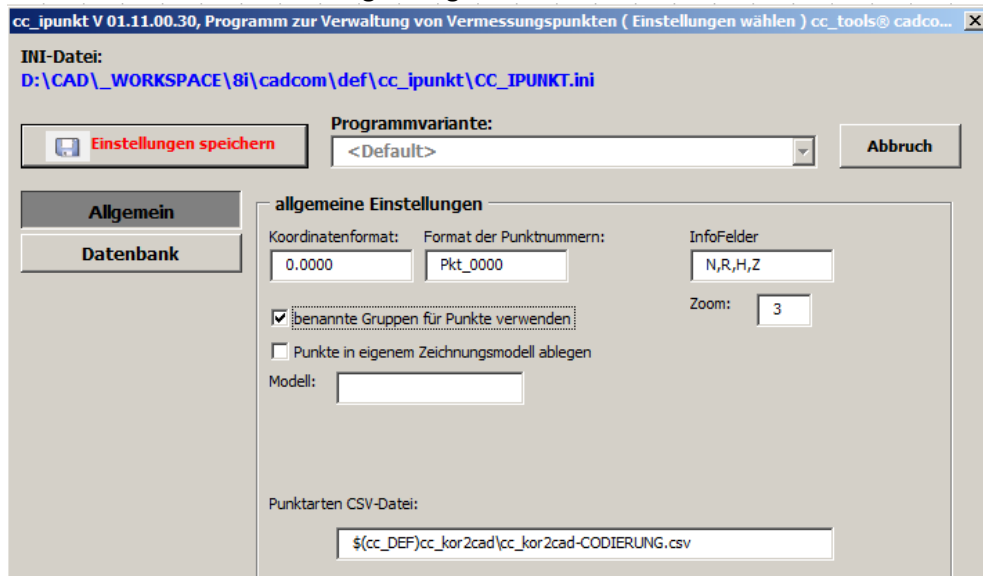 cc_ipunkt V 01.11.00.30, Programm zur Verwaltung von Vermessungspunkten ( Einstellungen wählen ) cc_tools® cadco...
INI-Datei:
D:\CAD\_WORKSPACE\8i\cadcom\def\cc_ipunkt\CC_IPUNKT.ini
Programmvariante:
Einstellungen speichern
<Default>
Abbruch
Allgemein
Datenbank
allgemeine Einstellungen
Koordinatenformat: Format der Punktnummern: InfoFelder
0.0000 Pkt_0000 N,R,H,Z
benannte Gruppen für Punkte verwenden
Zoom: 3
Punkte in eigenem Zeichnungsmodell ablegen
Modell:
Punktarten CSV-Datei:
$(cc_DEF)cc_kor2cad\cc_kor2cad-CODIERUNG.csv